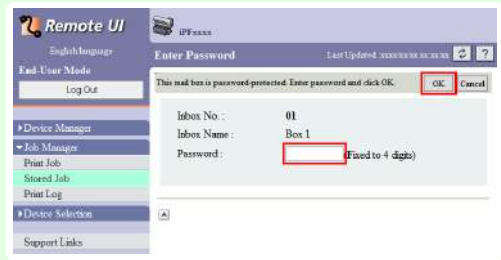 Remote UI
English language
End-User Mode
Log Out
Device Manager
Job Manager
Print Job
Stored Job
Print Log
Device Selection
Support Links
iPFxxxx
Enter Password
Last Updated :xxxx/xx/xx xx:xx:xx
?
This mail box is password-protected. Enter password and click OK.
OK
Cancel
Inbox No. : 01
Inbox Name : Box 1
Password : (Fixed to 4 digits)